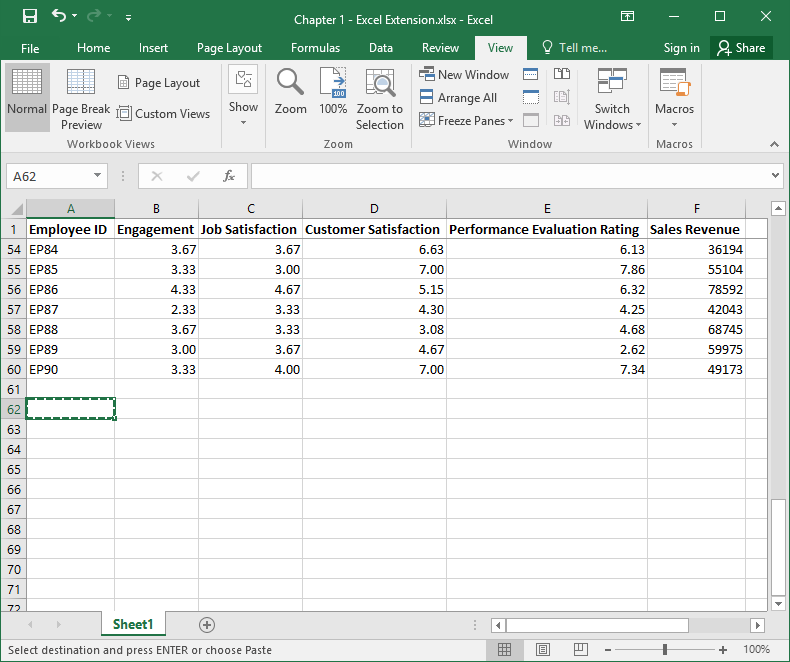 Chapter 1 - Excel Extension.xlsx - Excel
File Home Insert Page Layout Formulas Data Review View Tell me... Sign in Share
Normal
Page Break Preview
Page Layout
Custom Views
Workbook Views
Show
Zoom
100
100%
Zoom to Selection
Zoom
New Window
Arrange All
Freeze Panes
Switch Windows
Window
Macros
Macros
A62 fx
A B C D E F
1 Employee ID Engagement Job Satisfaction Customer Satisfaction Performance Evaluation Rating Sales Revenue
54 EP84 3.67 3.67 6.63 6.13 36194
55 EP85 3.33 3.00 7.00 7.86 55104
56 EP86 4.33 4.67 5.15 6.32 78592
57 EP87 2.33 3.33 4.30 4.25 42043
58 EP88 3.67 3.33 3.08 4.68 68745
59 EP89 3.00 3.67 4.67 2.62 59975
60 EP90 3.33 4.00 7.00 7.34 49173
61
62
63
64
65
66
67
68
69
70
71
72
Sheet1
Select destination and press ENTER or choose Paste 100%